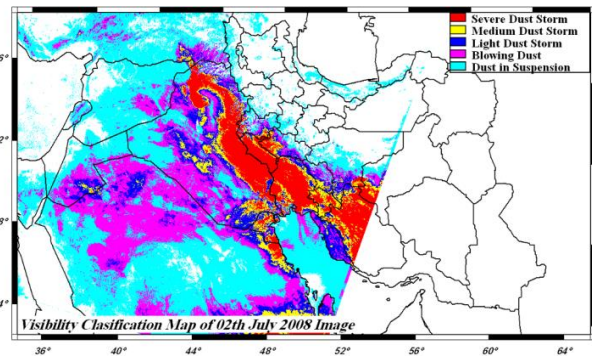 Severe Dust Storm
Medium Dust Storm
Light Dust Storm
Blowing Dust
Dust in Suspension
Visibility Clasification Map of 02th July 2008 Image
36° 40° 44° 48° 52° 56° 60° 64°